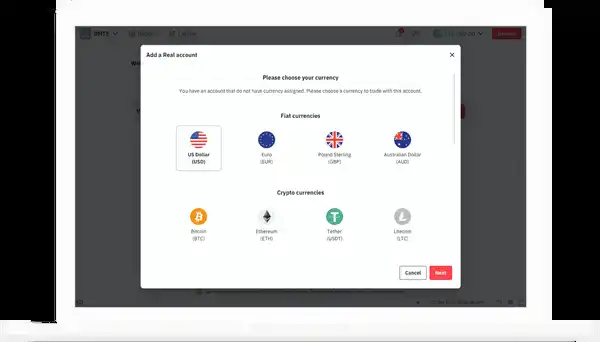 Add a Real account
Please choose your currency
You have an account that do not have currency assigned. Please choose a currency to trade with this account.
Fiat currencies
US Dollar Euro Pound Sterling Australian Dollar
(USD) (EUR) (GBP) (AUD)
Crypto currencies
Bitcoin Ethereum Tether Litecoin
(BTC) (ETH) (USDT) (LTC)
Cancel Next